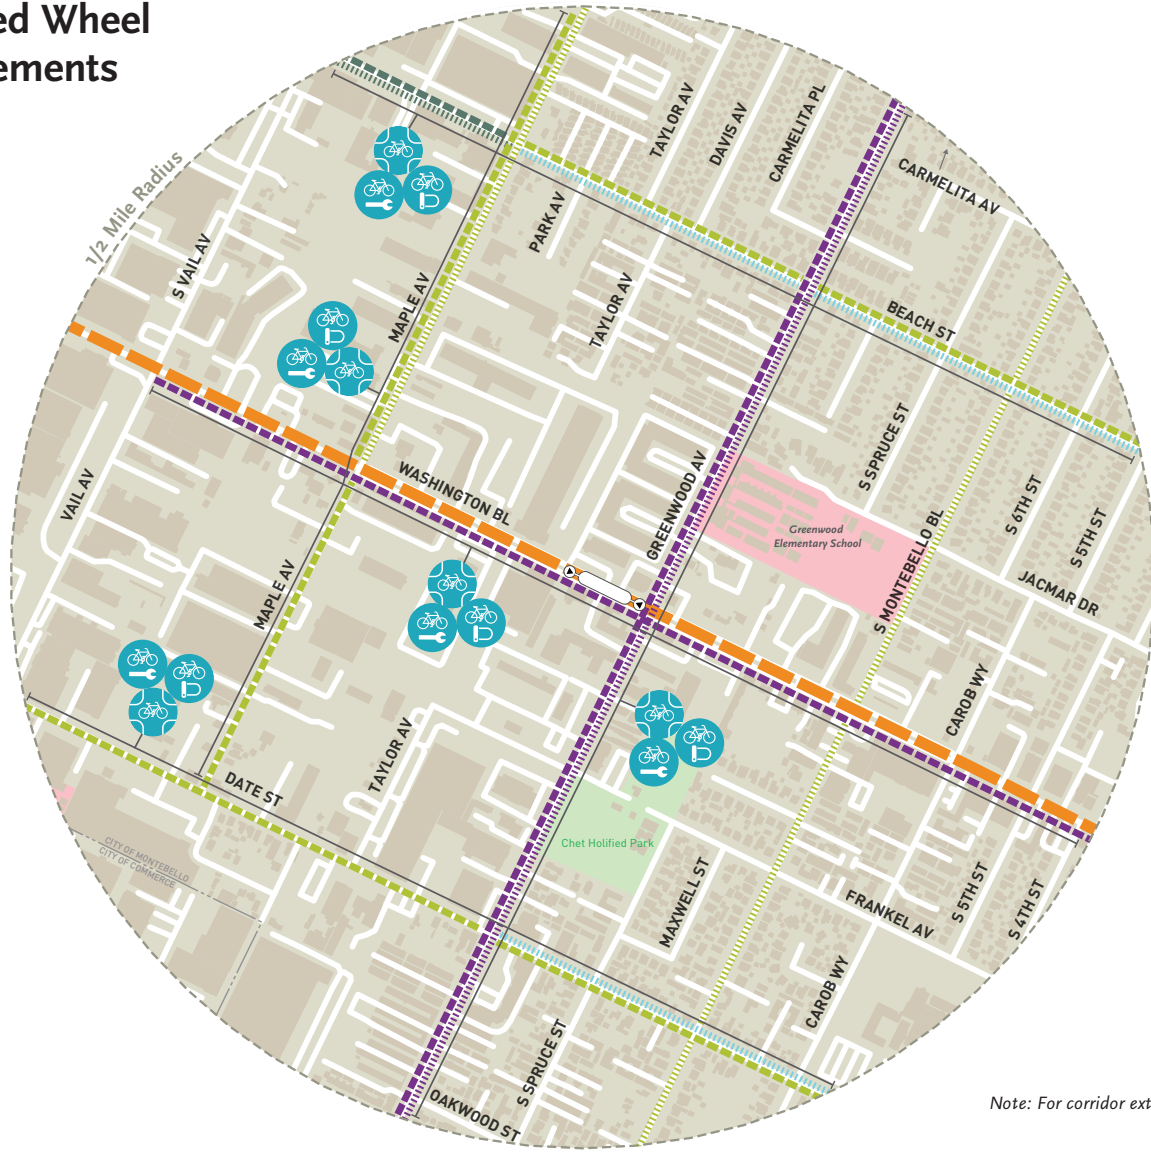 ed Wheel
ements
1/2 Mile Radius
TAYLOR AV
DAVIS AV
CARMELITA PL
CARMELITA AV
PARK AV
S VAIL AV
MAPLE AV
TAYLOR AV
BEACH ST
S SPRUCE ST
VAIL AV
WASHINGTON BL
GREENWOOD AV
Greenwood
Elementary School
S MONTEBELLO BL
S 6TH ST
S 5TH ST
JACMAR DR
MAPLE AV
CAROB WY
TAYLOR AV
DATE ST
CITY OF MONTEBELLO
CITY OF COMMERCE
Chet Holified Park
MAXWELL ST
FRANKEL AV
S 5TH ST
S 4TH ST
CAROB WY
S SPRUCE ST
OAKWOOD ST
Note: For corridor ext